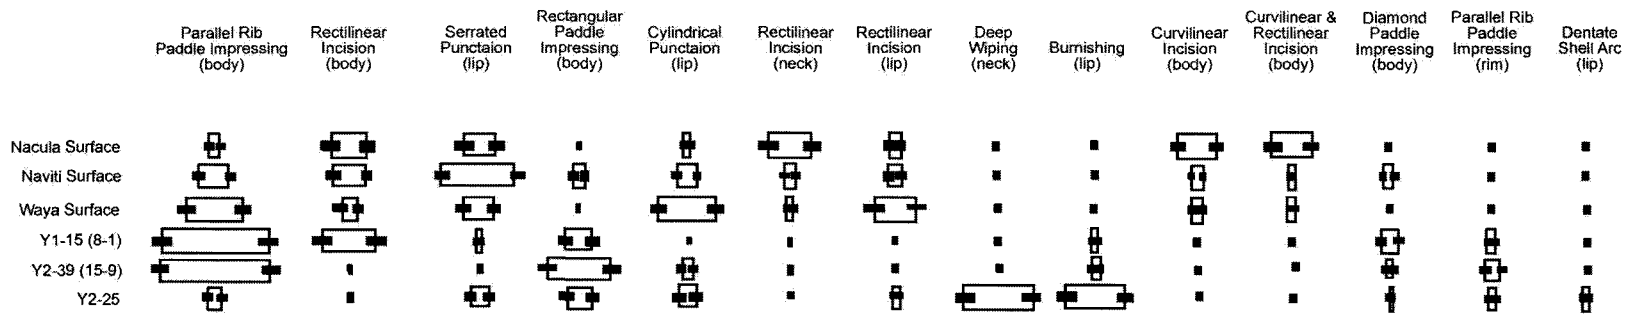 Parallel Rib
Paddle Impressing
(body)
Rectilinear
Incision
(body)
Serrated
Punctaion
(lip)
Rectangular
Paddle
Impressing
(body)
Cylindrical
Punctaion
(lip)
Rectilinear
Incision
(neck)
Rectilinear
Incision
(lip)
Deep
Wiping
(neck)
Burnishing
(lip)
Curvilinear
Incision
(body)
Curvilinear &
Rectilinear
Incision
(body)
Diamond
Paddle
Impressing
(body)
Parallel Rib
Paddle
Impressing
(rim)
Dentate
Shell Arc
(lip)
Nacula Surface
Naviti Surface
Waya Surface
Y1-15 (8-1)
Y2-39 (15-9)
Y2-25